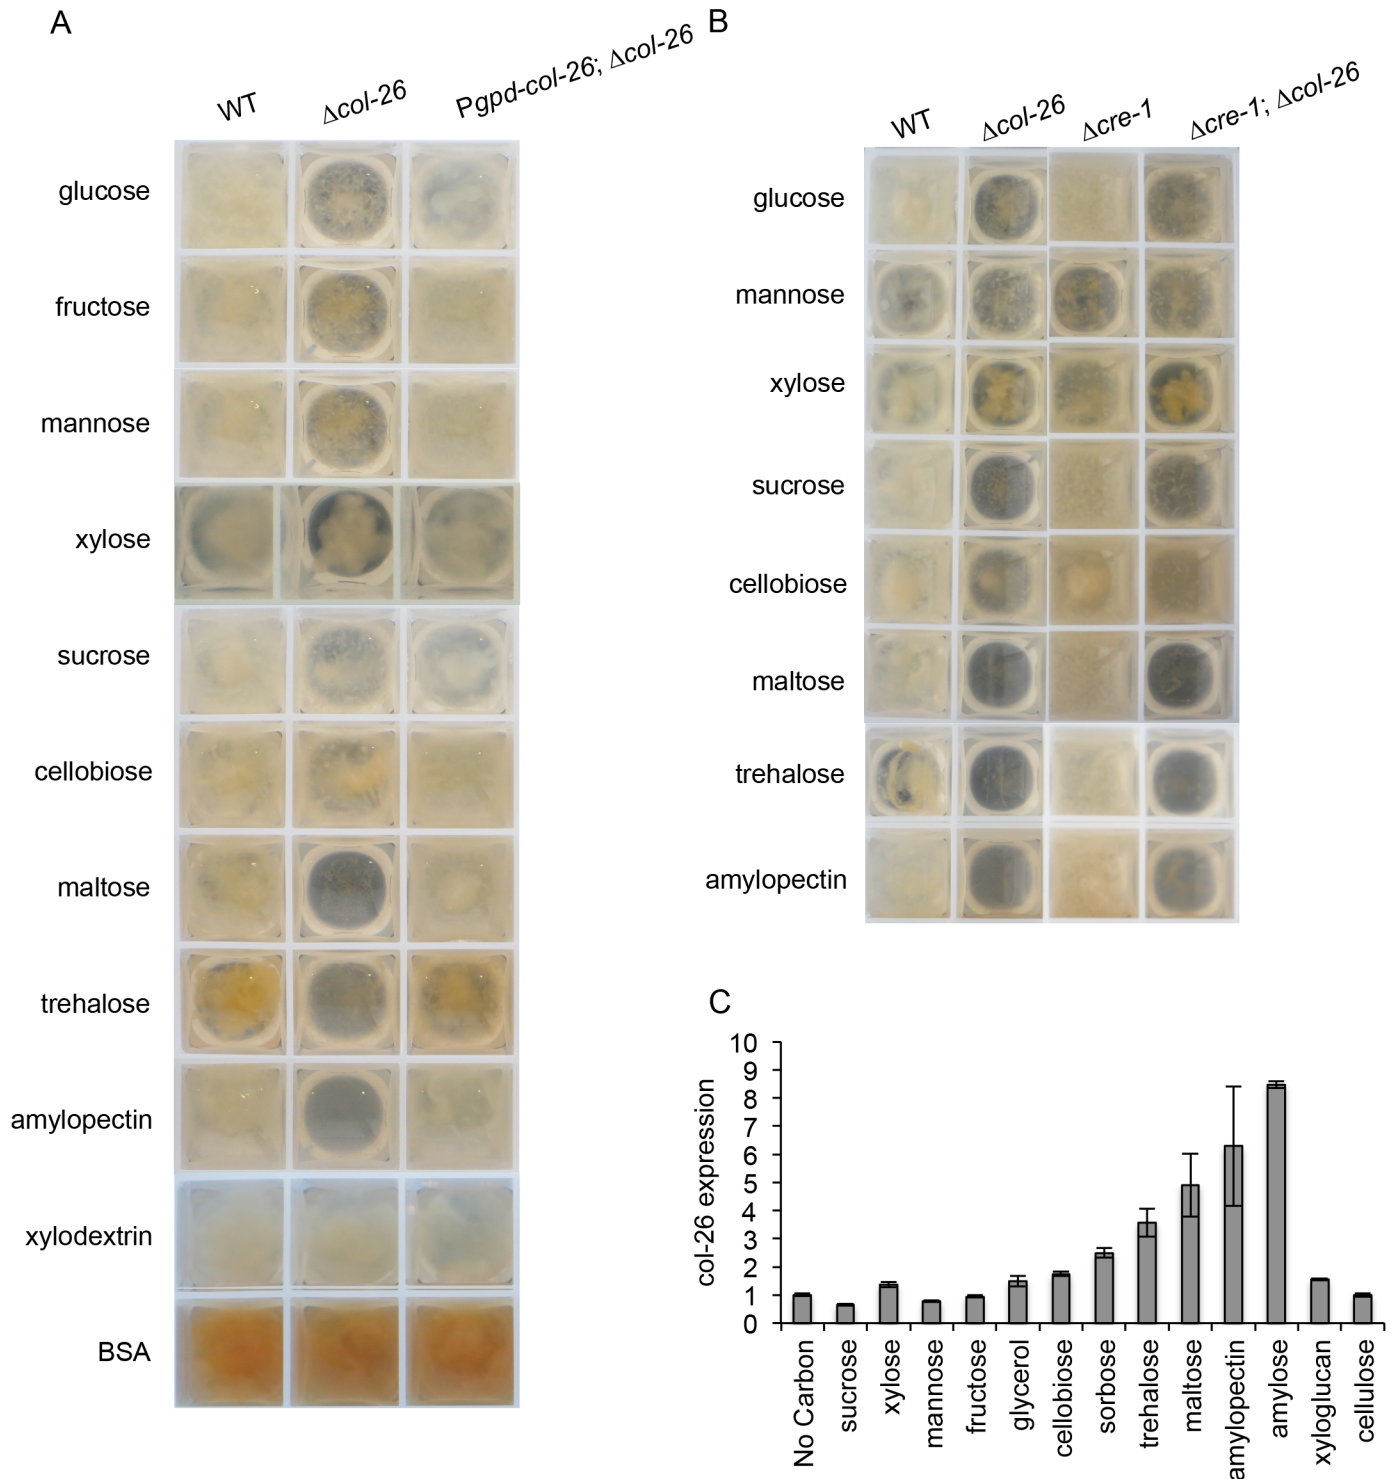 A
WT
Δcol-26
Pgpd-col-26; Δcol-26
glucose
fructose
mannose
xylose
sucrose
cellobiose
maltose
trehalose
amylopectin
xylodextrin
BSA
B
WT
Δcol-26
Δcre-1
Δcre-1; Δcol-26
glucose
mannose
xylose
sucrose
cellobiose
maltose
trehalose
amylopectin
C
col-26 expression
10
9
8
7
6
5
4
3
2
1
0
No Carbon
sucrose
xylose
mannose
fructose
glycerol
cellobiose
sorbose
trehalose
maltose
amylopectin
amylose
xyloglucan
cellulose